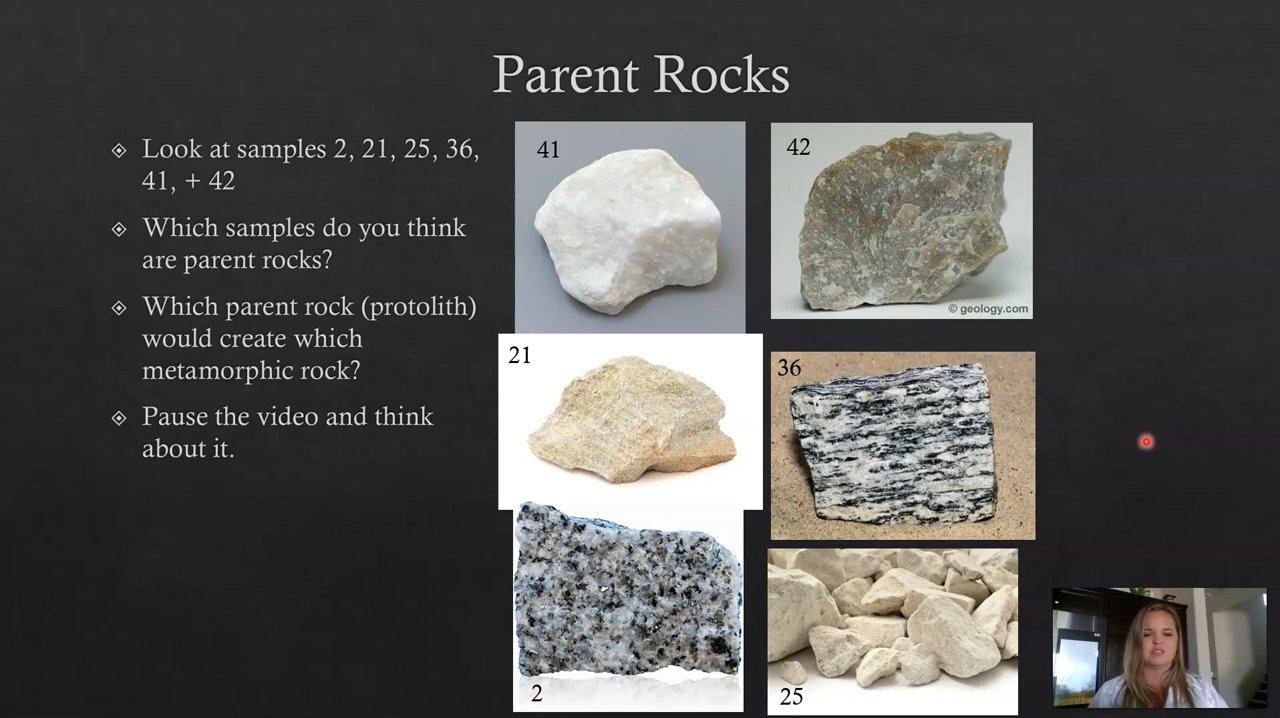 Parent Rocks
Look at samples 2, 21, 25, 36,
41, + 42
Which samples do you think
are parent rocks?
Which parent rock (protolith)
would create which
metamorphic rock?
Pause the video and think
about it.
41
42
© geology.com
21
36
2
25